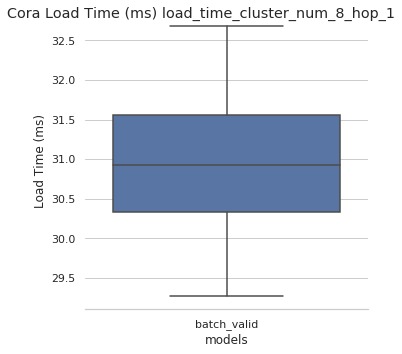 Cora Load Time (ms) load_time_cluster_num_8_hop_1
32.5
32.0
31.5
31.0
30.5
30.0
29.5
Load Time (ms)
batch_valid
models